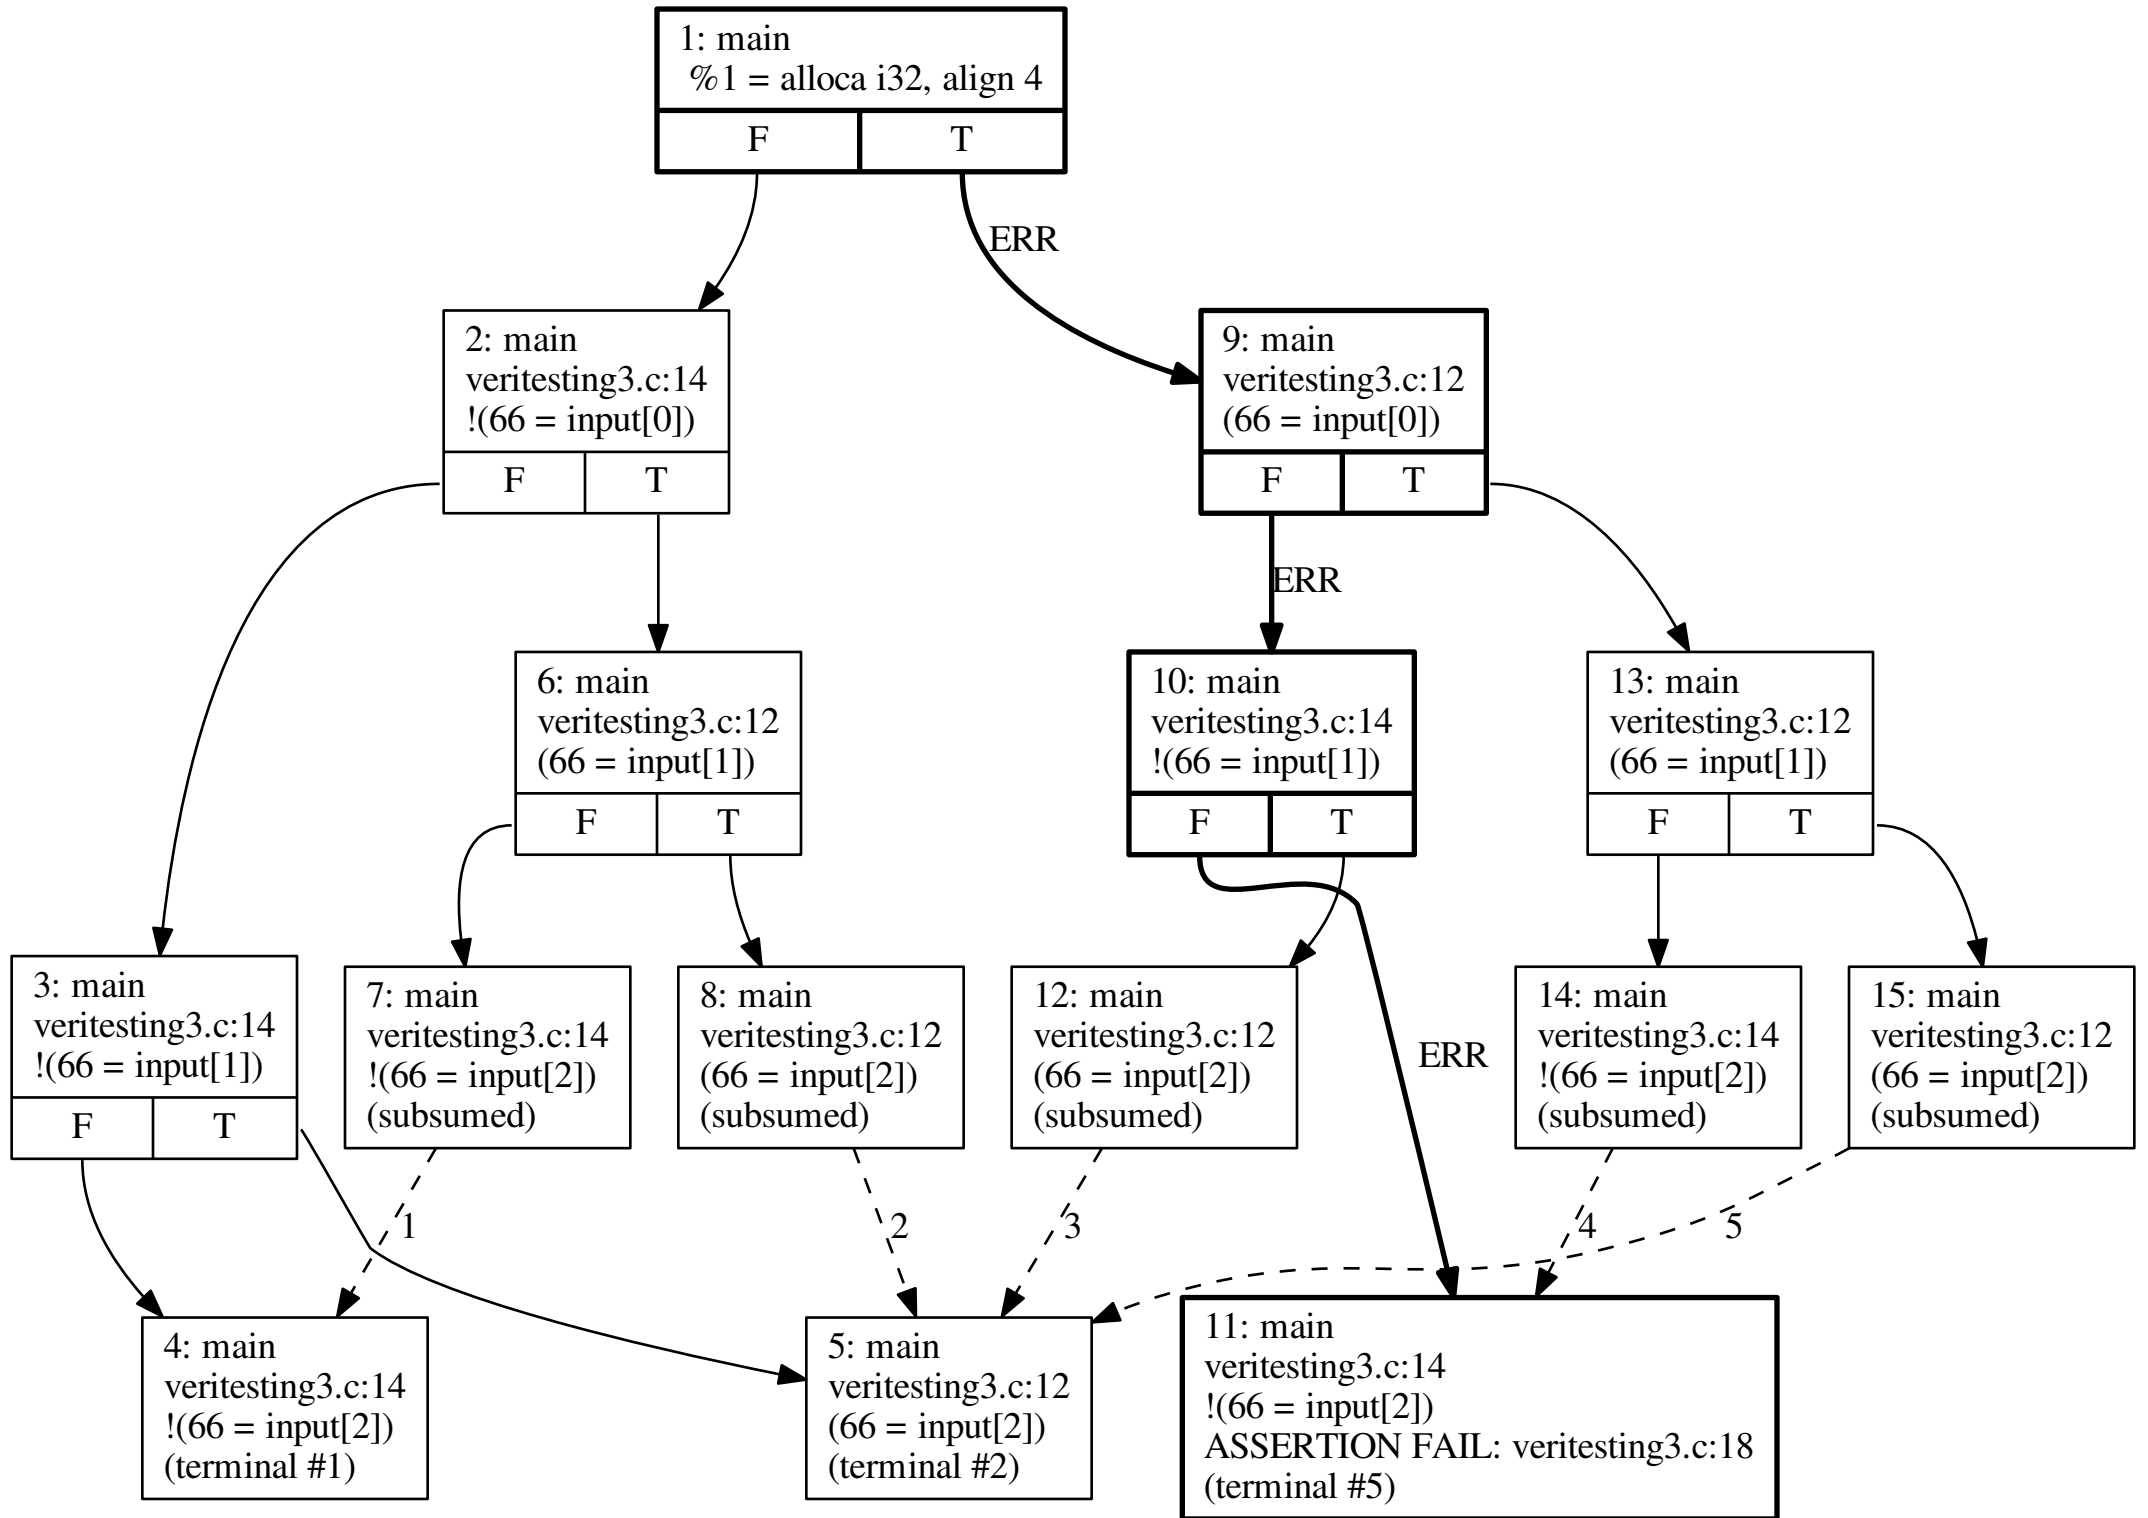 1: main
%1 = alloca i32, align 4
F
T
ERR
2: main
veritesting3.c:14
!(66 = input[0])
F
T
9: main
veritesting3.c:12
(66 = input[0])
F
T
ERR
6: main
veritesting3.c:12
(66 = input[1])
F
T
10: main
veritesting3.c:14
!(66 = input[1])
F
T
13: main
veritesting3.c:12
(66 = input[1])
F
T
3: main
veritesting3.c:14
!(66 = input[1])
F
T
7: main
veritesting3.c:14
!(66 = input[2])
(subsumed)
8: main
veritesting3.c:12
(66 = input[2])
(subsumed)
12: main
veritesting3.c:12
(66 = input[2])
(subsumed)
ERR
14: main
veritesting3.c:14
!(66 = input[2])
(subsumed)
15: main
veritesting3.c:12
(66 = input[2])
(subsumed)
1
2
3
4
5
4: main
veritesting3.c:14
!(66 = input[2])
(terminal #1)
5: main
veritesting3.c:12
(66 = input[2])
(terminal #2)
11: main
veritesting3.c:14
!(66 = input[2])
ASSERTION FAIL: veritesting3.c:18
(terminal #5)